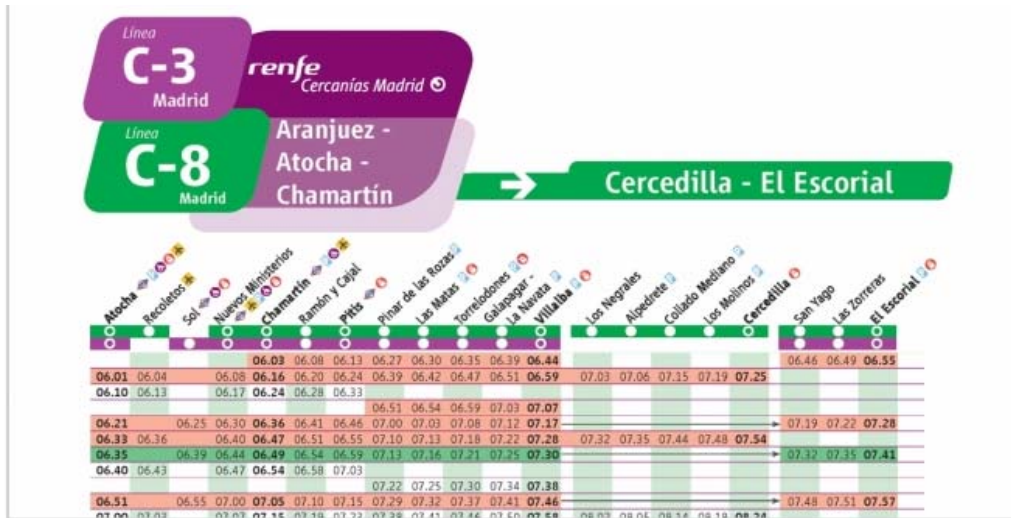 Línea
C-3
Madrid
renfe
Cercanías Madrid
Línea
C-8
Madrid
Aranjuez -
Atocha -
Chamartín
Cercedilla - El Escorial
Atocha
Recoletos
Sol
Nuevos Ministerios
Chamartín
Ramón y Cajal
Pitis
Pinar de las Rozas
Las Matas
Torrelodones
Galapagar -
La Navata
Villalba
Los Negrales
Alpedrete
Collado Mediano
Los Molinos
Cercedilla
San Yago
Las Zorreras
El Escorial
06.03 06.08 06.13 06.27 06.30 06.35 06.39 06.44 06.46 06.49 06.55
06.01 06.04 06.08 06.16 06.20 06.24 06.39 06.42 06.47 06.51 06.59 07.03 07.06 07.15 07.19 07.25
06.10 06.13 06.17 06.24 06.28 06.33
06.51 06.54 06.59 07.03 07.07
06.21 06.25 06.30 06.36 06.41 06.46 07.00 07.03 07.08 07.12 07.17 07.19 07.22 07.28
06.33 06.36 06.40 06.47 06.51 06.55 07.10 07.13 07.18 07.22 07.28 07.32 07.35 07.44 07.48 07.54
06.35 06.39 06.44 06.49 06.54 06.59 07.13 07.16 07.21 07.25 07.30 07.32 07.35 07.41
06.40 06.43 06.47 06.54 06.58 07.03
07.22 07.25 07.30 07.34 07.38
06.51 06.55 07.00 07.05 07.10 07.15 07.29 07.32 07.37 07.41 07.46 07.48 07.51 07.57